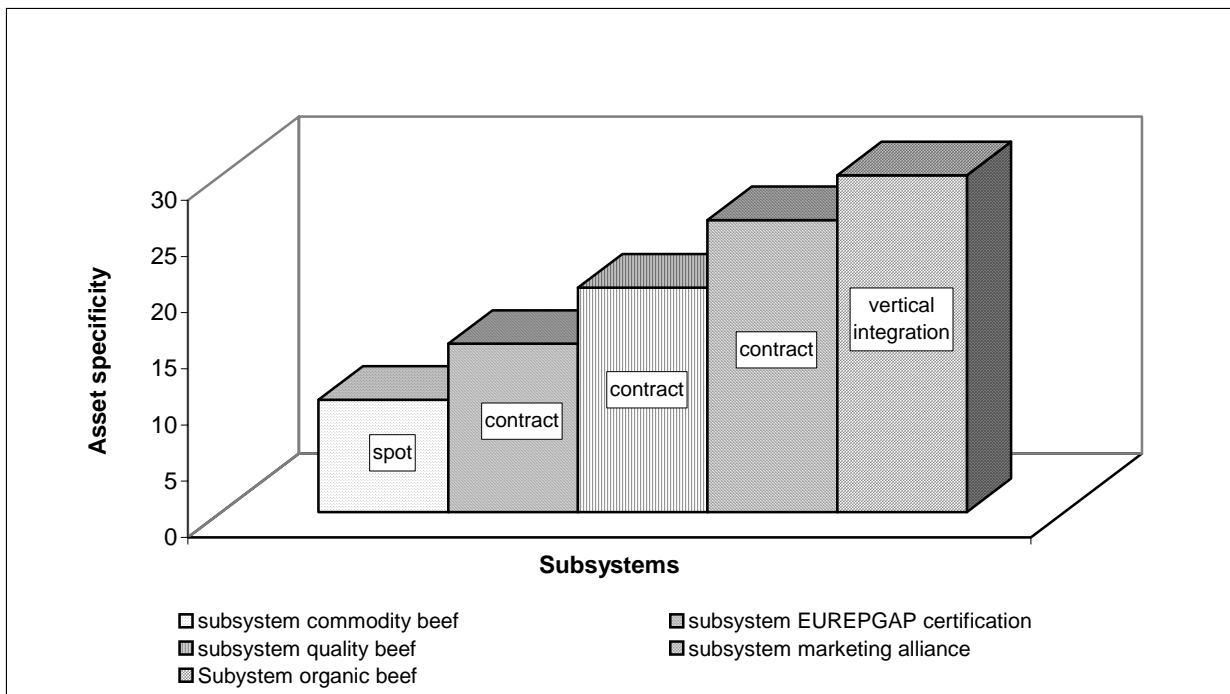 30
25
20
15
10
5
0
Asset specificity
spot
contract
contract
contract
vertical
integration
Subsystems
subsystem commodity beef
subsystem EUREPGAP certification
subsystem quality beef
subsystem marketing alliance
Subystem organic beef